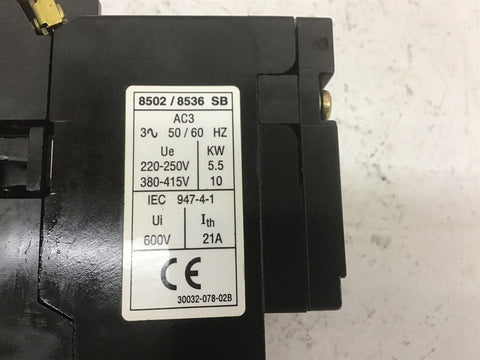 8502 / 8536 SB
AC3
3∿ 50 / 60 HZ
Ue KW
220-250V 5.5
380-415V 10
IEC 947-4-1
Ui Ith
600V 21A
CE
30032-078-02B